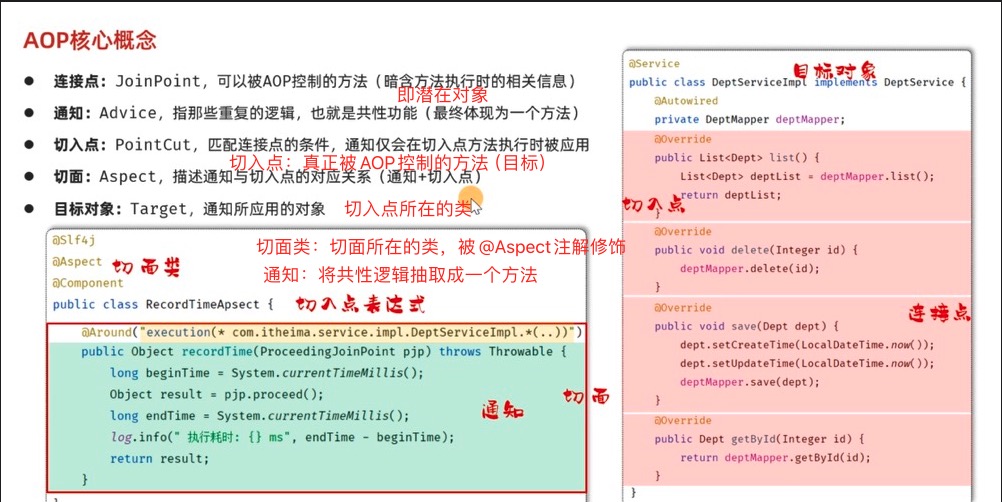 AOP核心概念
● 连接点：JoinPoint，可以被AOP控制的方法（暗含方法执行时的相关信息）
即潜在对象
● 通知：Advice，指那些重复的逻辑，也就是共性功能（最终体现为一个方法）
● 切入点：PointCut，匹配连接点的条件，通知仅会在切入点方法执行时被应用
切入点：真正被AOP控制的方法（目标）
● 切面：Aspect，描述通知与切入点的对应关系（通知+切入点）
● 目标对象：Target，通知所应用的对象
切入点所在的类
@Slf4j
切面类：切面所在的类，被@Aspect注解修饰
@Aspect
切面类
通知：将共性逻辑抽取成一个方法
@Component
public class RecordTimeApsect {
切入点表达式
@Around("execution(* com.itheima.service.impl.DeptServiceImpl.*(..))")
public Object recordTime(ProceedingJoinPoint pjp) throws Throwable {
long beginTime = System.currentTimeMillis();
Object result = pjp.proceed();
long endTime = System.currentTimeMillis();
log.info(" 执行耗时: {} ms", endTime - beginTime);
return result;
}
}
通知
切面
@Service
目标对象
public class DeptServiceImpl implements DeptService {
@Autowired
private DeptMapper deptMapper;
@Override
public List<Dept> list() {
List<Dept> deptList = deptMapper.list();
return deptList;
}
切入点
@Override
public void delete(Integer id) {
deptMapper.delete(id);
}
@Override
连接点
public void save(Dept dept) {
dept.setCreateTime(LocalDateTime.now());
dept.setUpdateTime(LocalDateTime.now());
deptMapper.save(dept);
}
@Override
public Dept getById(Integer id) {
return deptMapper.getById(id);
}
}